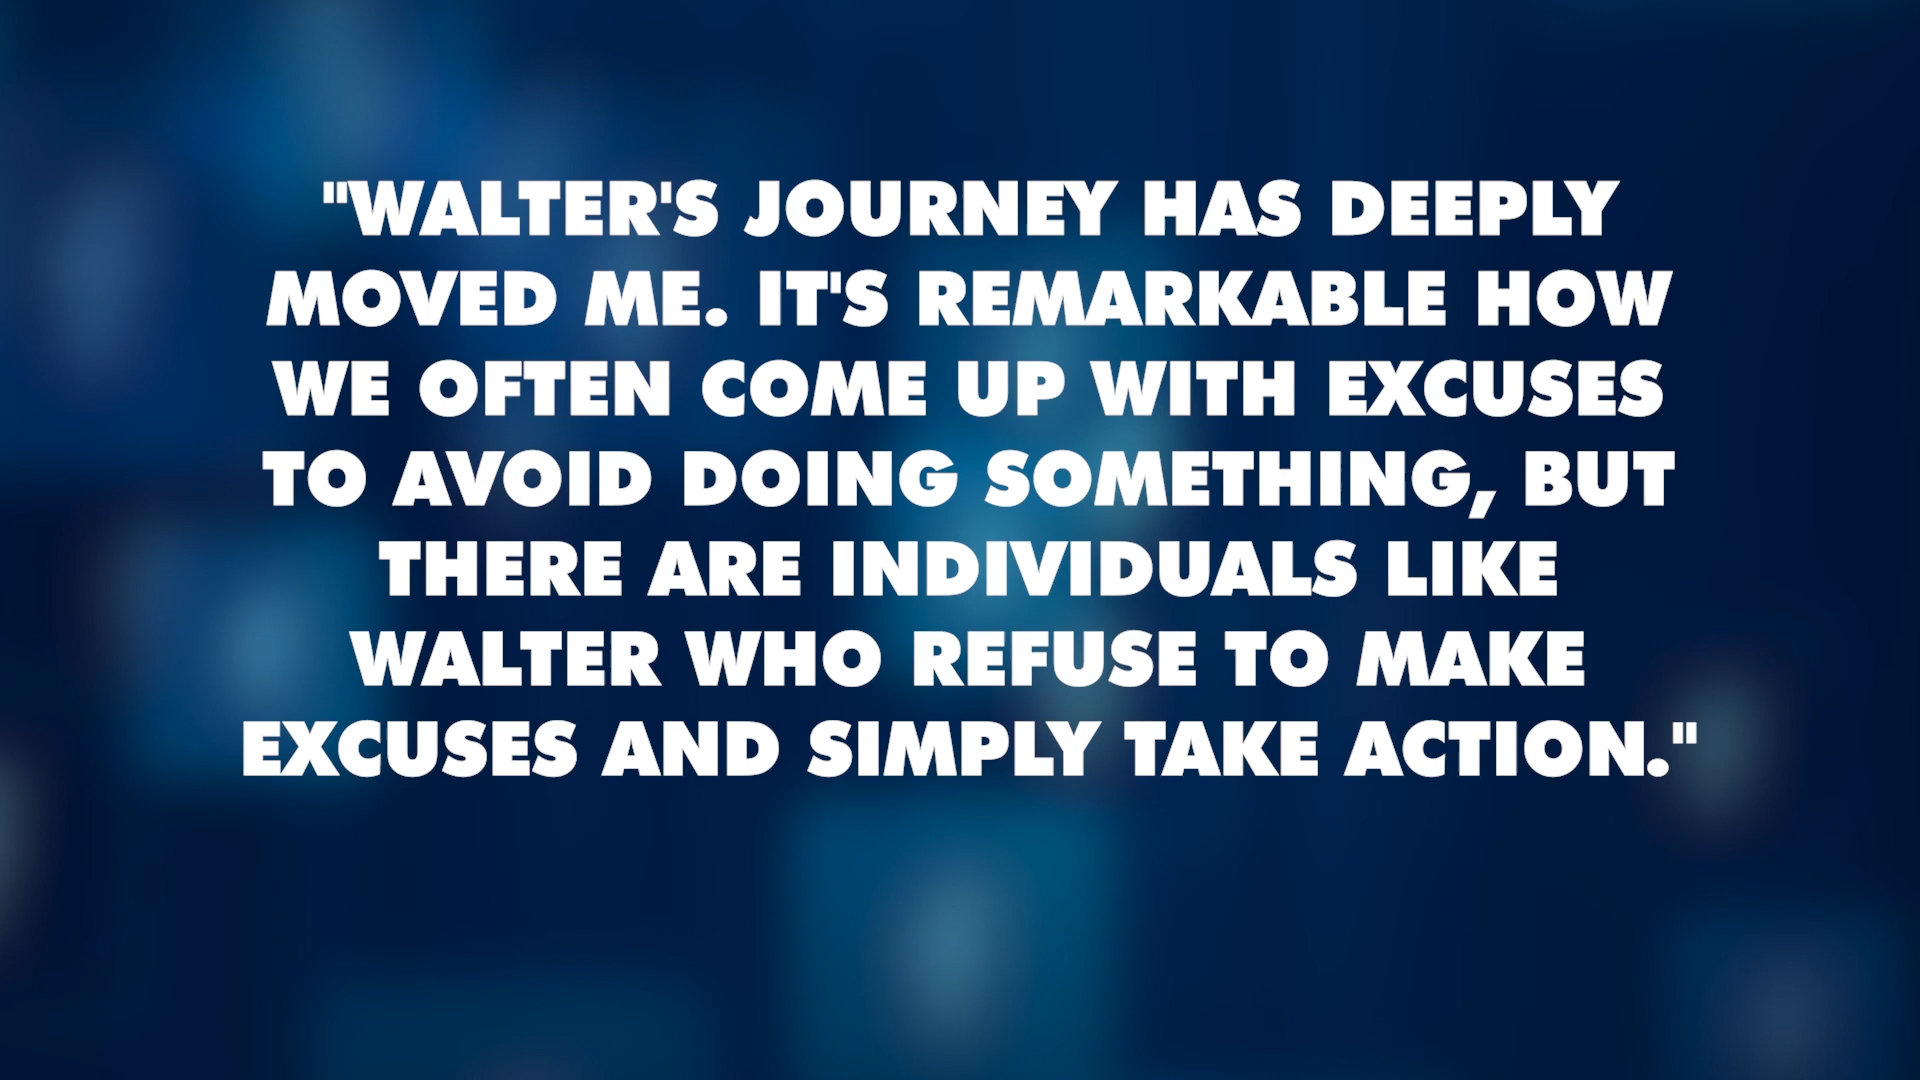 "WALTER'S JOURNEY HAS DEEPLY
MOVED ME. IT'S REMARKABLE HOW
WE OFTEN COME UP WITH EXCUSES
TO AVOID DOING SOMETHING, BUT
THERE ARE INDIVIDUALS LIKE
WALTER WHO REFUSE TO MAKE
EXCUSES AND SIMPLY TAKE ACTION."